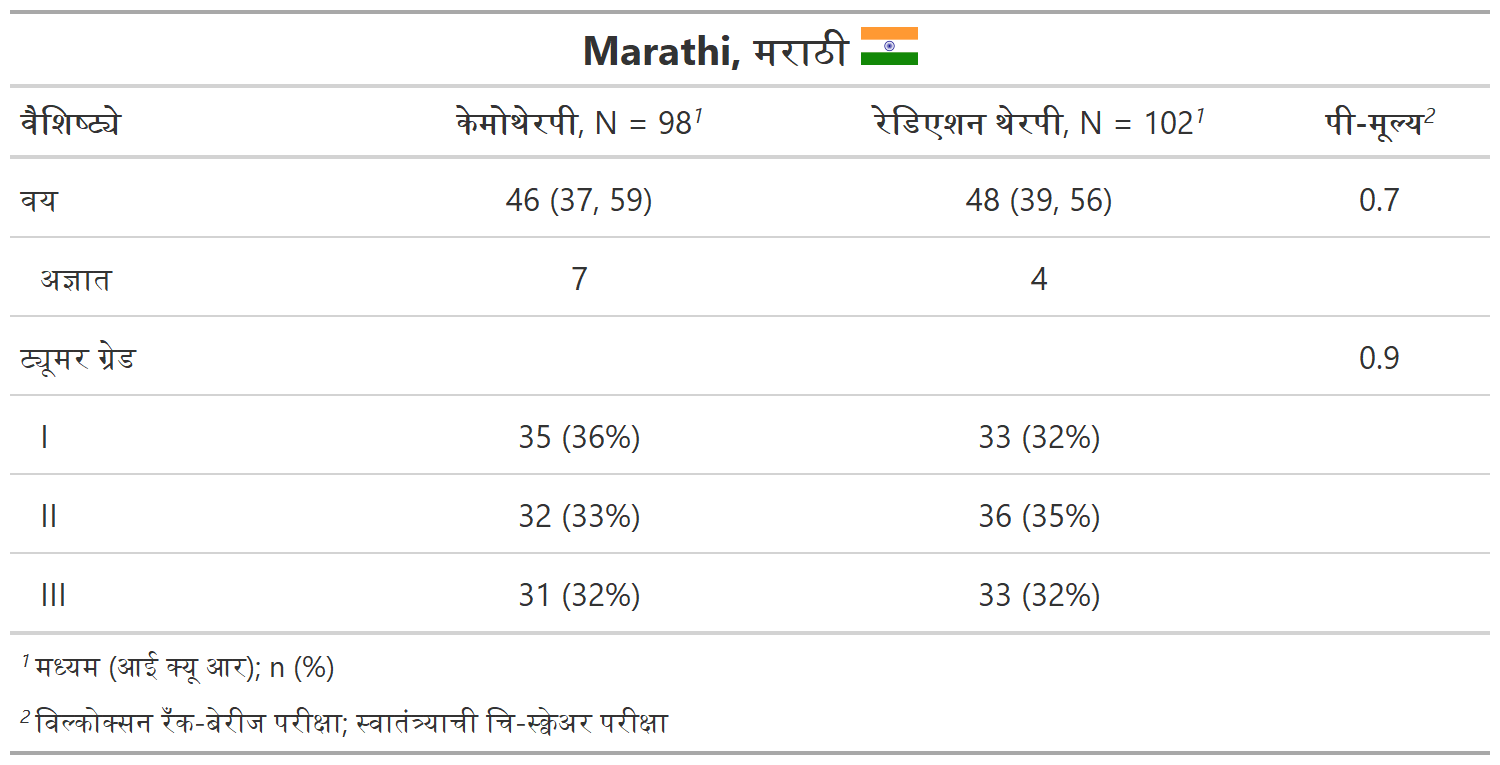 Marathi, मराठी
वैशिष्ट्ये केमोथेरपी, N = 98¹ रेडिएशन थेरपी, N = 102¹ पी-मूल्य²
वय 46 (37, 59) 48 (39, 56) 0.7
अज्ञात 7 4
ट्यूमर ग्रेड 0.9
I 35 (36%) 33 (32%)
II 32 (33%) 36 (35%)
III 31 (32%) 33 (32%)
¹ मध्यम (आई क्यू आर); n (%)
² विल्कोक्सन रँक-बेरीज परीक्षा; स्वातंत्र्याची चि-स्क्वेअर परीक्षा